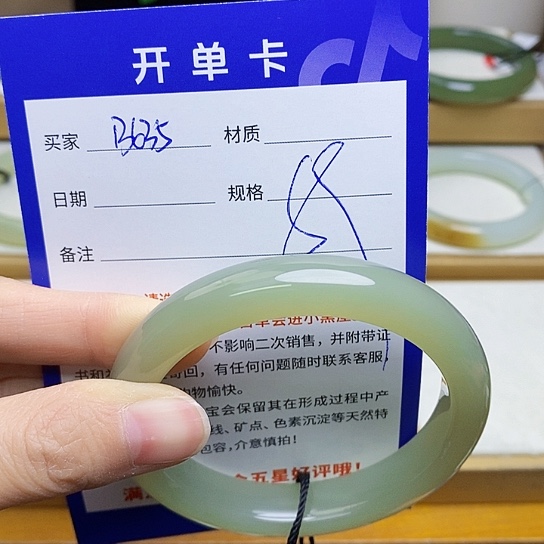 开单卡
买家 B635 材质
日期 规格
备注
不影响二次销售，并附带证
有任何问题随时联系客服，
物愉快。
宝会保留其在形成过程中产
线、矿点、色素沉淀等天然特
包容，介意慎拍！
五星好评哦！